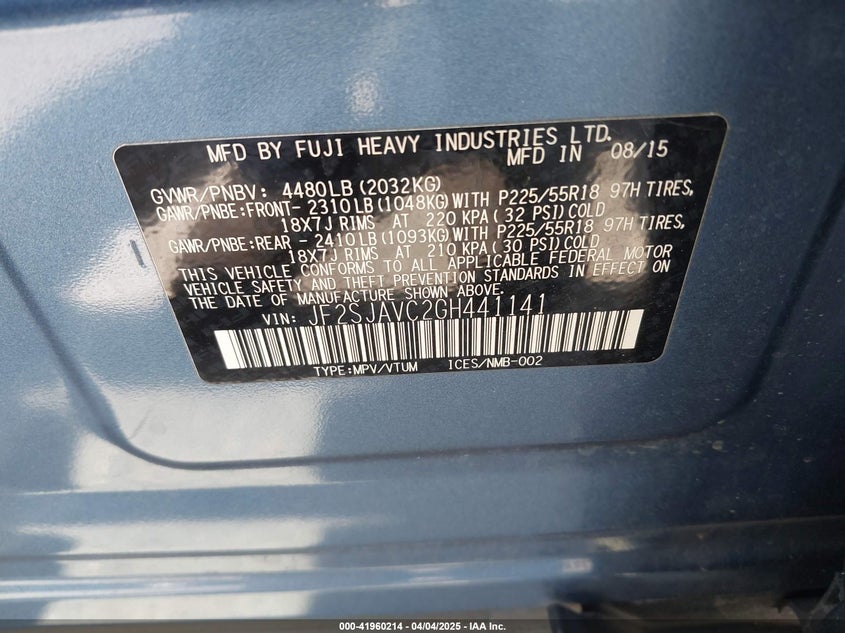 MFD BY FUJI HEAVY INDUSTRIES LTD.
MFD IN 08/15
GVWR/PNBV: 4480LB (2032KG)
GAWR/PNBE:FRONT- 2310LB (1048KG) WITH P225/55R18 97H TIRES,
18X7J RIMS AT 220 KPA (32 PSI) COLD
GAWR/PNBE:REAR - 2410LB (1093KG) WITH P225/55R18 97H TIRES,
18X7J RIMS AT 210 KPA (30 PSI) COLD
THIS VEHICLE CONFORMS TO ALL APPLICABLE FEDERAL MOTOR
VEHICLE SAFETY AND THEFT PREVENTION STANDARDS IN EFFECT ON
THE DATE OF MANUFACTURE SHOWN ABOVE.
VIN: JF2SJAVC2GH441141
TYPE:MPV/VTUM ICES/NMB-002
000-41960214 - 04/04/2025 - IAA Inc.